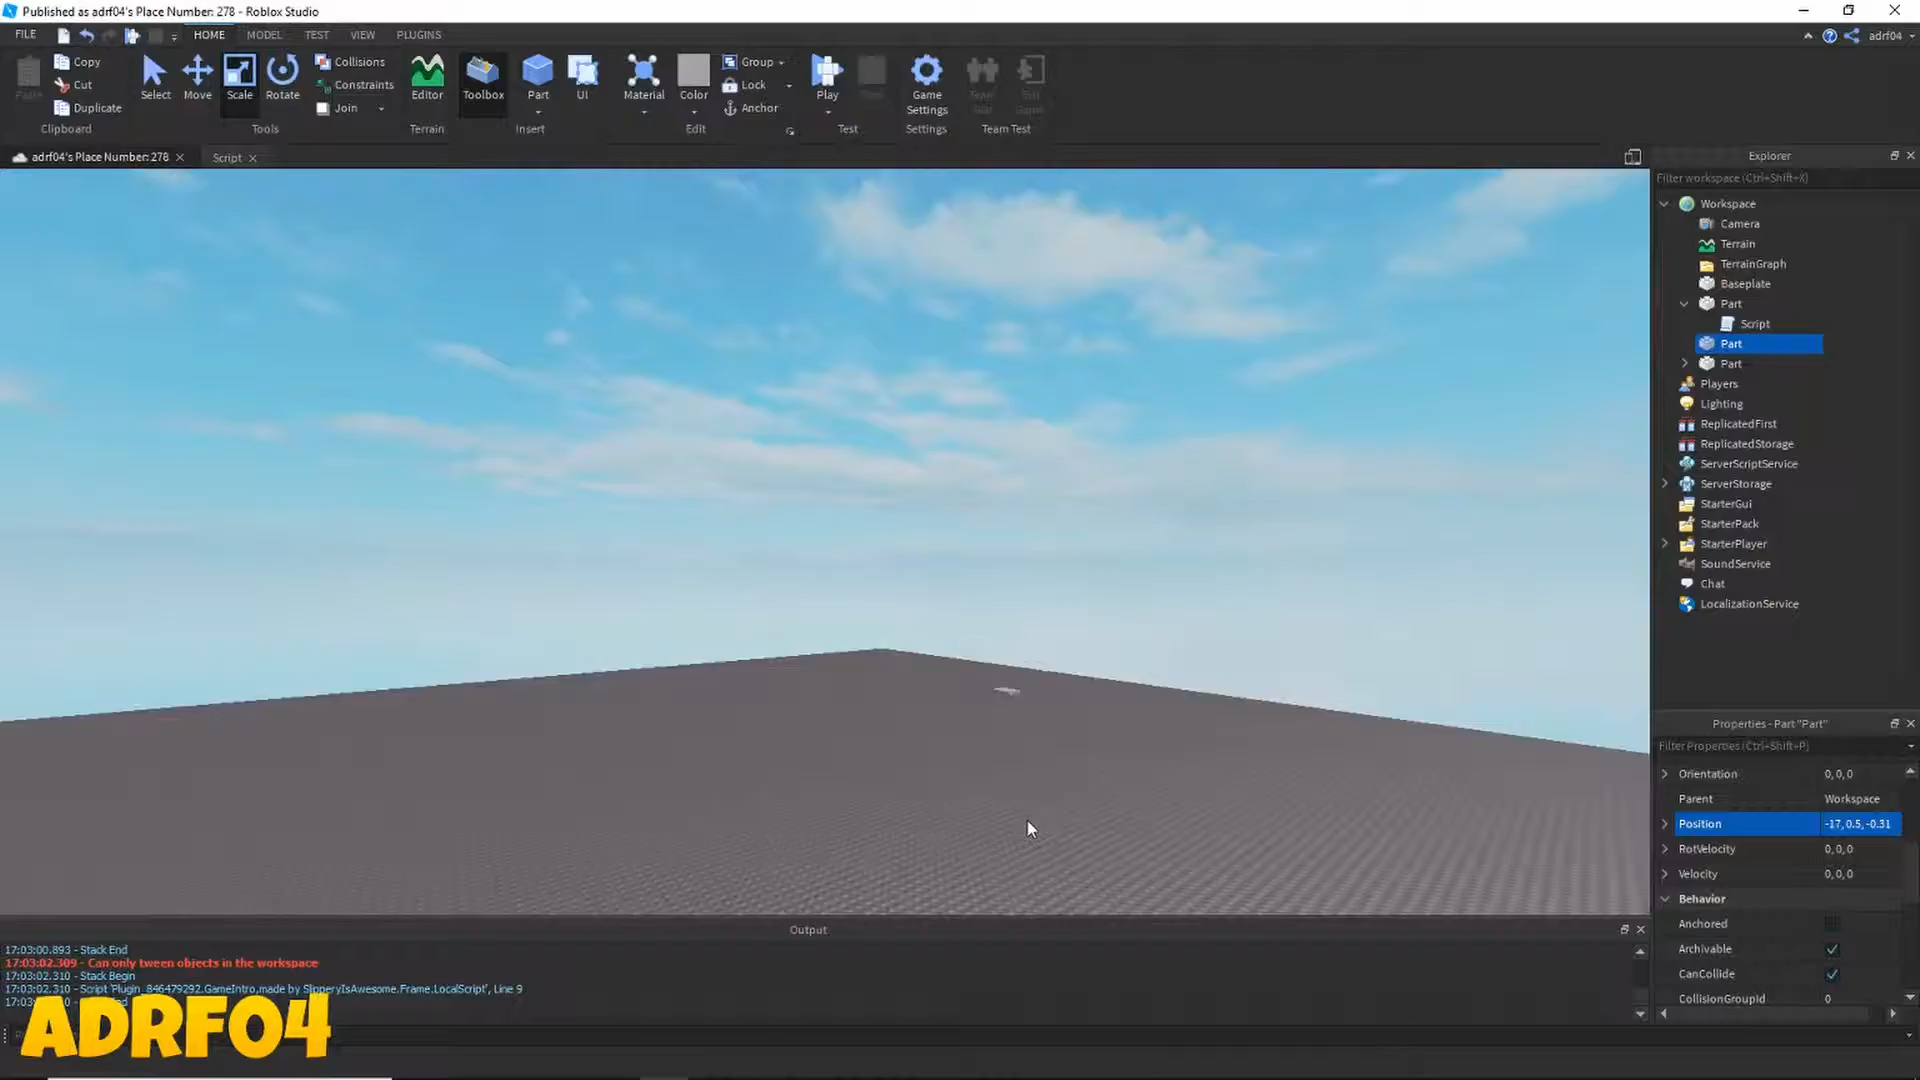 Published as adrf04's Place Number: 278 - Roblox Studio
FILE HOME MODEL TEST VIEW PLUGINS adrf04
Copy
Cut
Duplicate
Clipboard
Select Move Scale Rotate
Collisions
Constraints
Join
Tools
Editor
Terrain
Toolbox Part UI
Insert
Material Color
Group
Lock
Anchor
Edit
Play
Test
Game
Settings
Settings
Team Test
adrf04's Place Number: 278
Script
Explorer
Filter workspace (Ctrl+Shift+X)
Workspace
Camera
Terrain
TerrainGraph
Baseplate
Part
Script
Part
Part
Players
Lighting
ReplicatedFirst
ReplicatedStorage
ServerScriptService
ServerStorage
StarterGui
StarterPack
StarterPlayer
SoundService
Chat
LocalizationService
Properties - Part "Part"
Filter Properties (Ctrl+Shift+P)
Orientation 0, 0, 0
Parent Workspace
Position -17, 0.5, -0.31
RotVelocity 0, 0, 0
Velocity 0, 0, 0
Behavior
Anchored
Archivable
CanCollide
CollisionGroupId 0
Output
17:03:00.893 - Stack End
17:03:02.309 - Can only tween objects in the workspace
17:03:02.310 - Stack Begin
17:03:02.310 - Script 'Plugin_846479292.GameIntro,made by SlipperyIsAwesome.Frame.LocalScript', Line 9
ADRF04